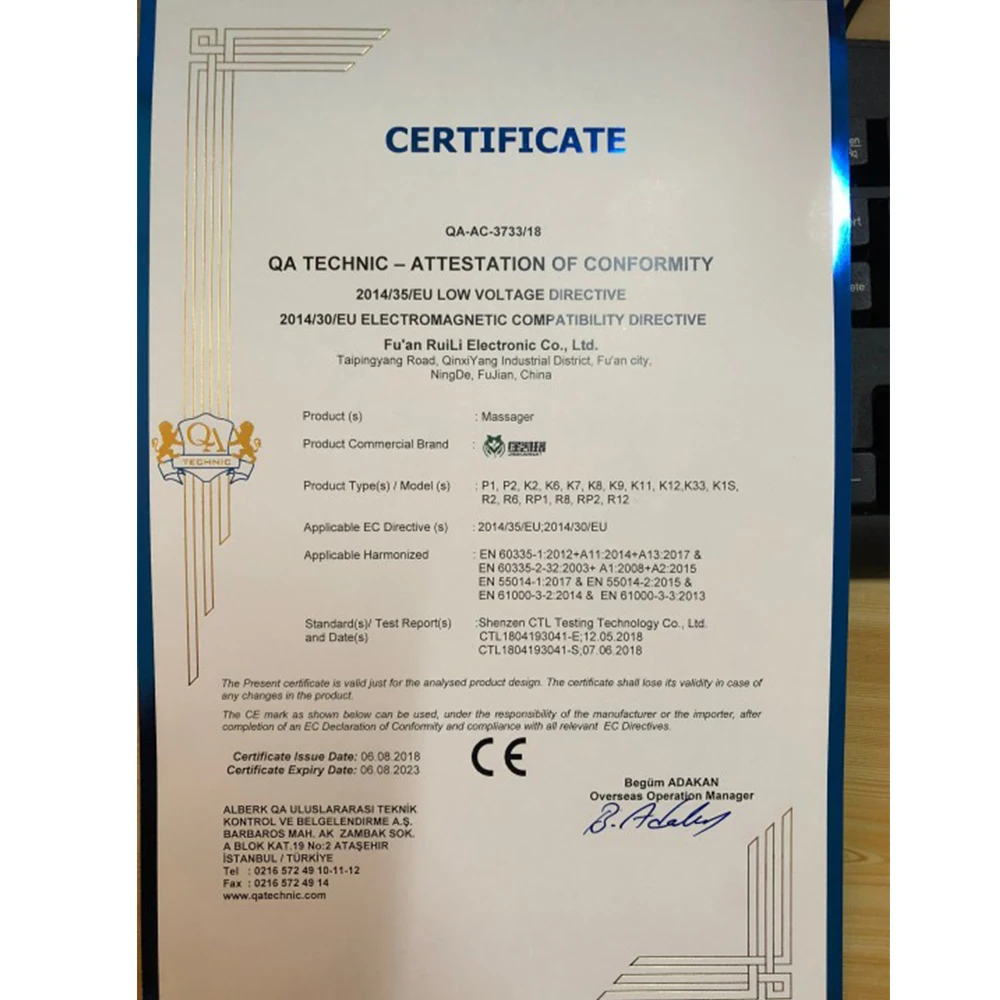 CERTIFICATE
QA-AC-3733/18
QA TECHNIC – ATTESTATION OF CONFORMITY
2014/35/EU LOW VOLTAGE DIRECTIVE
2014/30/EU ELECTROMAGNETIC COMPATIBILITY DIRECTIVE
Fu'an RuiLi Electronic Co., Ltd.
Taipingyang Road, QinxiYang Industrial District, Fu'an city,
NingDe, FuJian, China
Product (s) : Massager
Product Commercial Brand :
QA
TECHNIC
Product Type(s) / Model (s) : P1, P2, K2, K6, K7, K8, K9, K11, K12,K33, K1S,
R2, R6, RP1, R8, RP2, R12
Applicable EC Directive (s) : 2014/35/EU;2014/30/EU
Applicable Harmonized : EN 60335-1:2012+A11:2014+A13:2017 &
EN 60335-2-32:2003+ A1:2008+A2:2015
EN 55014-1:2017 & EN 55014-2:2015 &
EN 61000-3-2:2014 & EN 61000-3-3:2013
Standard(s)/ Test Report(s) :Shenzen CTL Testing Technology Co., Ltd.
and Date(s) CTL1804193041-E;12.05.2018
CTL1804193041-S;07.06.2018
The Present certificate is valid just for the analysed product design. The certificate shall lose its validity in case of
any changes in the product.
The CE mark as shown below can be used, under the responsibility of the manufacturer or the importer, after
completion of an EC Declaration of Conformity and compliance with all relevant EC Directives.
Certificate Issue Date: 06.08.2018
Certificate Expiry Date: 06.08.2023
CE
Begüm ADAKAN
Overseas Operation Manager
B. Adakan
ALBERK QA ULUSLARARASI TEKNİK
KONTROL VE BELGELENDİRME A.Ş.
BARBAROS MAH. AK ZAMBAK SOK.
A BLOK KAT.19 No:2 ATAŞEHIR
İSTANBUL / TÜRKİYE
Tel : 0216 572 49 10-11-12
Fax : 0216 572 49 14
www.qatechnic.com